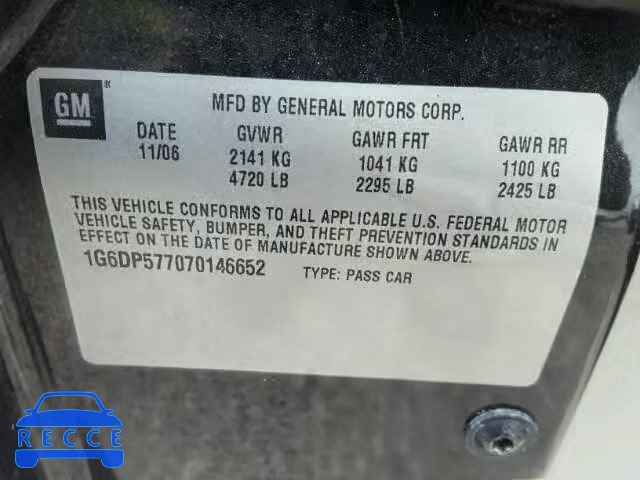 GM ®
MFD BY GENERAL MOTORS CORP.
DATE GVWR GAWR FRT GAWR RR
11/06 2141 KG 1041 KG 1100 KG
4720 LB 2295 LB 2425 LB
THIS VEHICLE CONFORMS TO ALL APPLICABLE U.S. FEDERAL MOTOR
VEHICLE SAFETY, BUMPER, AND THEFT PREVENTION STANDARDS IN
EFFECT ON THE DATE OF MANUFACTURE SHOWN ABOVE.
1G6DP577070146652 TYPE: PASS CAR
RECCE